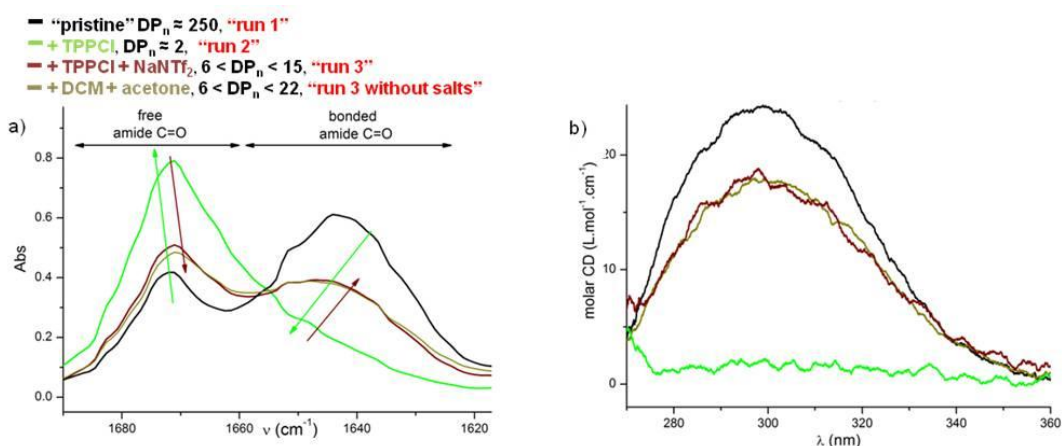 “pristine” DPₙ ≈ 250, “run 1”
+ TPPCl, DPₙ ≈ 2, “run 2”
+ TPPCl + NaNTf₂, 6 < DPₙ < 15, “run 3”
+ DCM + acetone, 6 < DPₙ < 22, “run 3 without salts”
a)
free amide C=O
bonded amide C=O
0.8
0.6
0.4
0.2
0.0
Abs
1680
1660
1640
1620
ν (cm⁻¹)
b)
20
10
0
molar CD (L.mol⁻¹.cm⁻¹)
280
300
320
340
360
λ (nm)